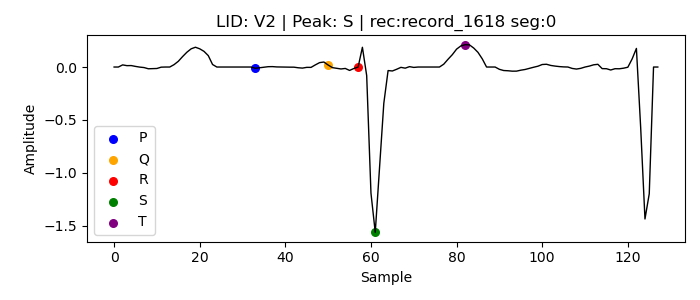 LID: V2 | Peak: S | rec:record_1618 seg:0
Amplitude
0.0
−0.5
−1.0
−1.5
P
Q
R
S
T
0 20 40 60 80 100 120
Sample